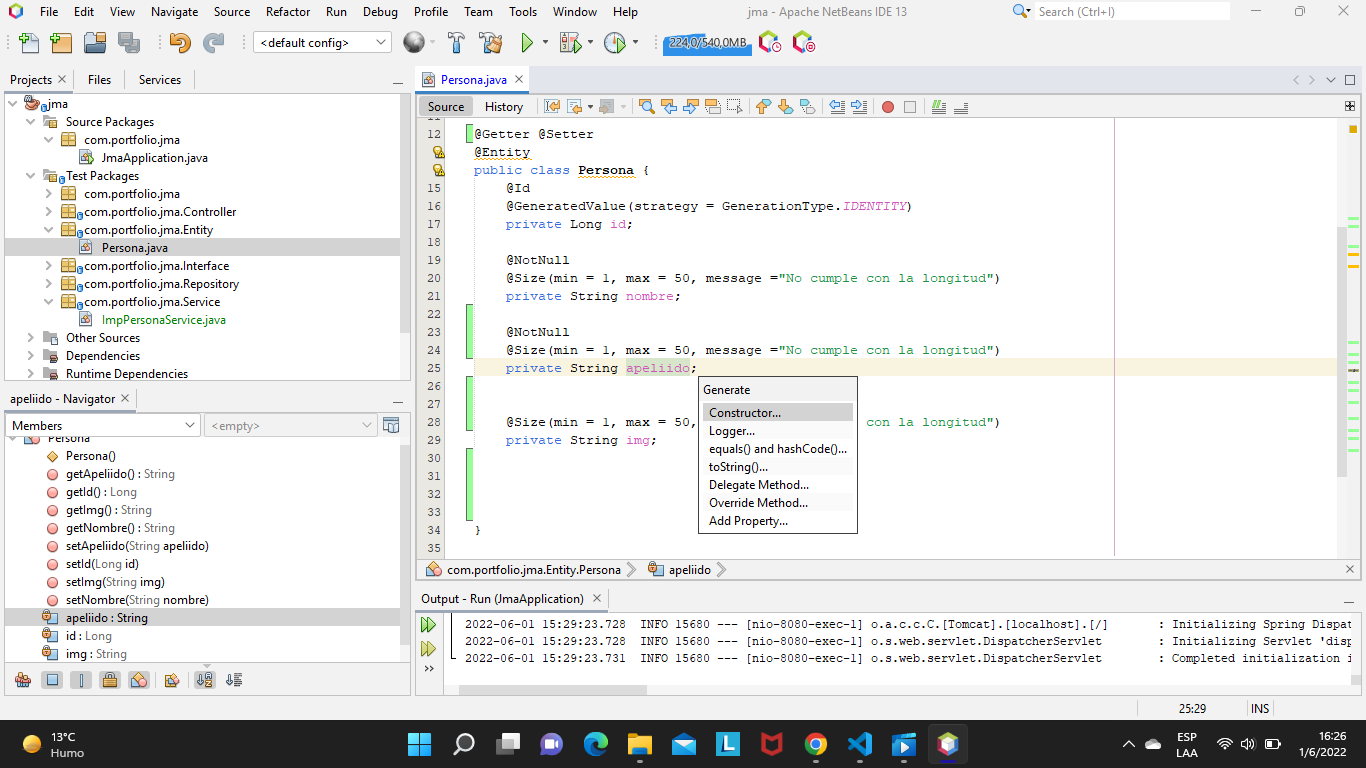 File Edit View Navigate Source Refactor Run Debug Profile Team Tools Window Help
jma - Apache NetBeans IDE 13
Search (Ctrl+I)
<default config>
224,0/540,0MB
Projects Files Services
jma
Source Packages
com.portfolio.jma
JmaApplication.java
Test Packages
com.portfolio.jma
com.portfolio.jma.Controller
com.portfolio.jma.Entity
Persona.java
com.portfolio.jma.Interface
com.portfolio.jma.Repository
com.portfolio.jma.Service
ImpPersonaService.java
Other Sources
Dependencies
Runtime Dependencies
apeliido - Navigator
Members
<empty>
Persona
Persona()
getApeliido() : String
getId() : Long
getImg() : String
getNombre() : String
setApeliido(String apeliido)
setId(Long id)
setImg(String img)
setNombre(String nombre)
apeliido : String
id : Long
img : String
Persona.java
Source History
11
12 @Getter @Setter
@Entity
public class Persona {
15 @Id
16 @GeneratedValue(strategy = GenerationType.IDENTITY)
17 private Long id;
18
19 @NotNull
20 @Size(min = 1, max = 50, message ="No cumple con la longitud")
21 private String nombre;
22
23 @NotNull
24 @Size(min = 1, max = 50, message ="No cumple con la longitud")
25 private String apeliido;
26
27
28 @Size(min = 1, max = 50, con la longitud")
29 private String img;
30
31
32
33
34 }
35
Generate
Constructor...
Logger...
equals() and hashCode()...
toString()...
Delegate Method...
Override Method...
Add Property...
com.portfolio.jma.Entity.Persona
apeliido
Output - Run (JmaApplication)
2022-06-01 15:29:23.728 INFO 15680 --- [nio-8080-exec-1] o.a.c.c.C.[Tomcat].[localhost].[/] : Initializing Spring Dispat
2022-06-01 15:29:23.728 INFO 15680 --- [nio-8080-exec-1] o.s.web.servlet.DispatcherServlet : Initializing Servlet 'disp
2022-06-01 15:29:23.731 INFO 15680 --- [nio-8080-exec-1] o.s.web.servlet.DispatcherServlet : Completed initialization i
25:29 INS
13°C
Humo
ESP
LAA
16:26
1/6/2022